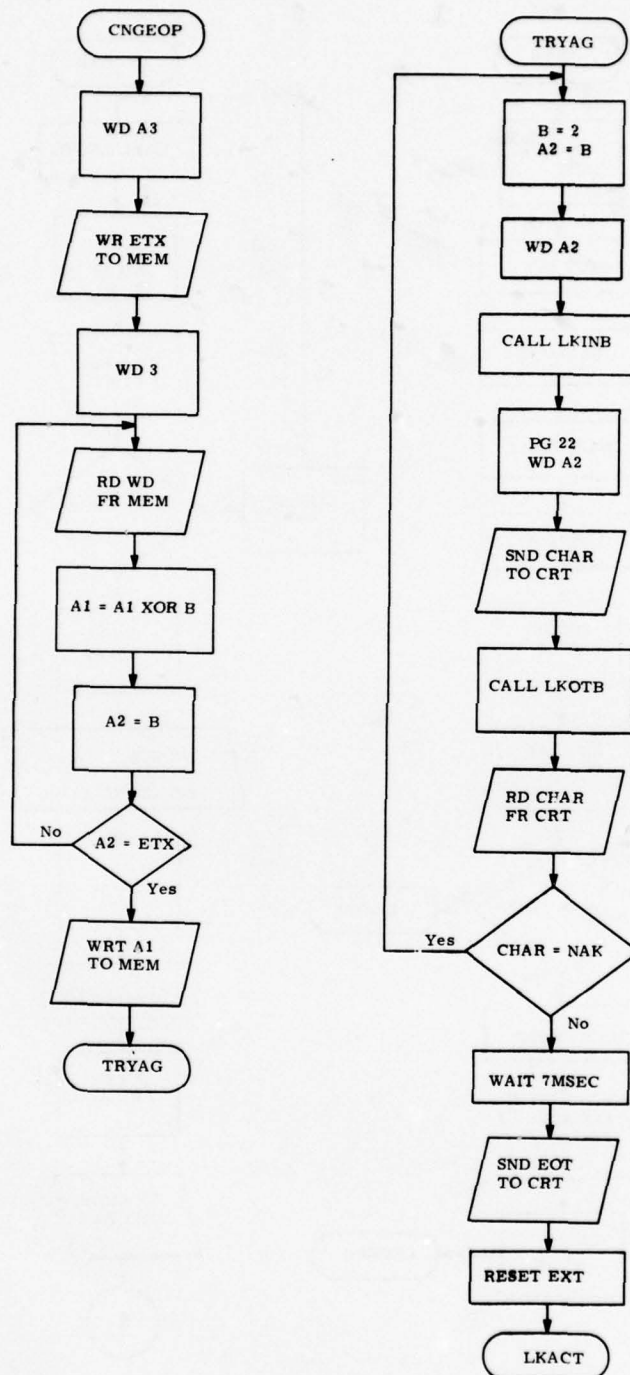 CNGEOP
WD A3
WR ETX
TO MEM
WD 3
RD WD
FR MEM
A1 = A1 XOR B
A2 = B
A2 = ETX
No
Yes
WRT A1
TO MEM
TRYAG
TRYAG
B = 2
A2 = B
WD A2
CALL LKINB
PG 22
WD A2
SND CHAR
TO CRT
CALL LKOTB
RD CHAR
FR CRT
CHAR = NAK
Yes
No
WAIT 7MSEC
SND EOT
TO CRT
RESET EXT
LKACT